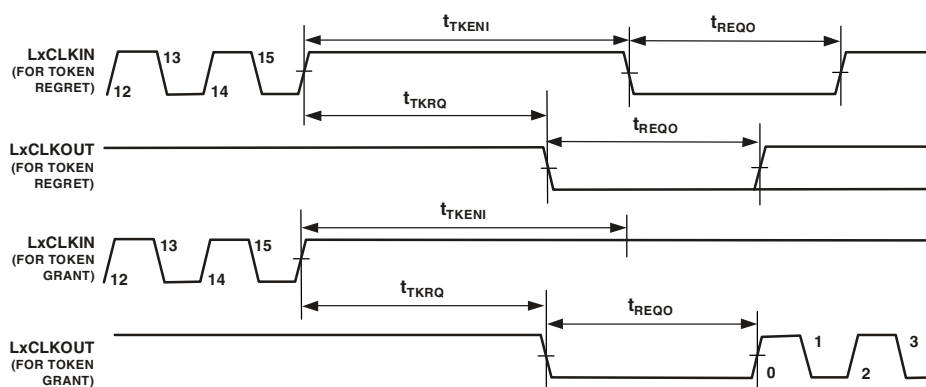 tTKENI
tREQO
LxCLKIN
(FOR TOKEN
REGRET)
12 13 14 15
tTKRQ
tREQO
LxCLKOUT
(FOR TOKEN
REGRET)
tTKENI
LxCLKIN
(FOR TOKEN
GRANT)
12 13 14 15
tTKRQ
tREQO
LxCLKOUT
(FOR TOKEN
GRANT)
0 1 2 3